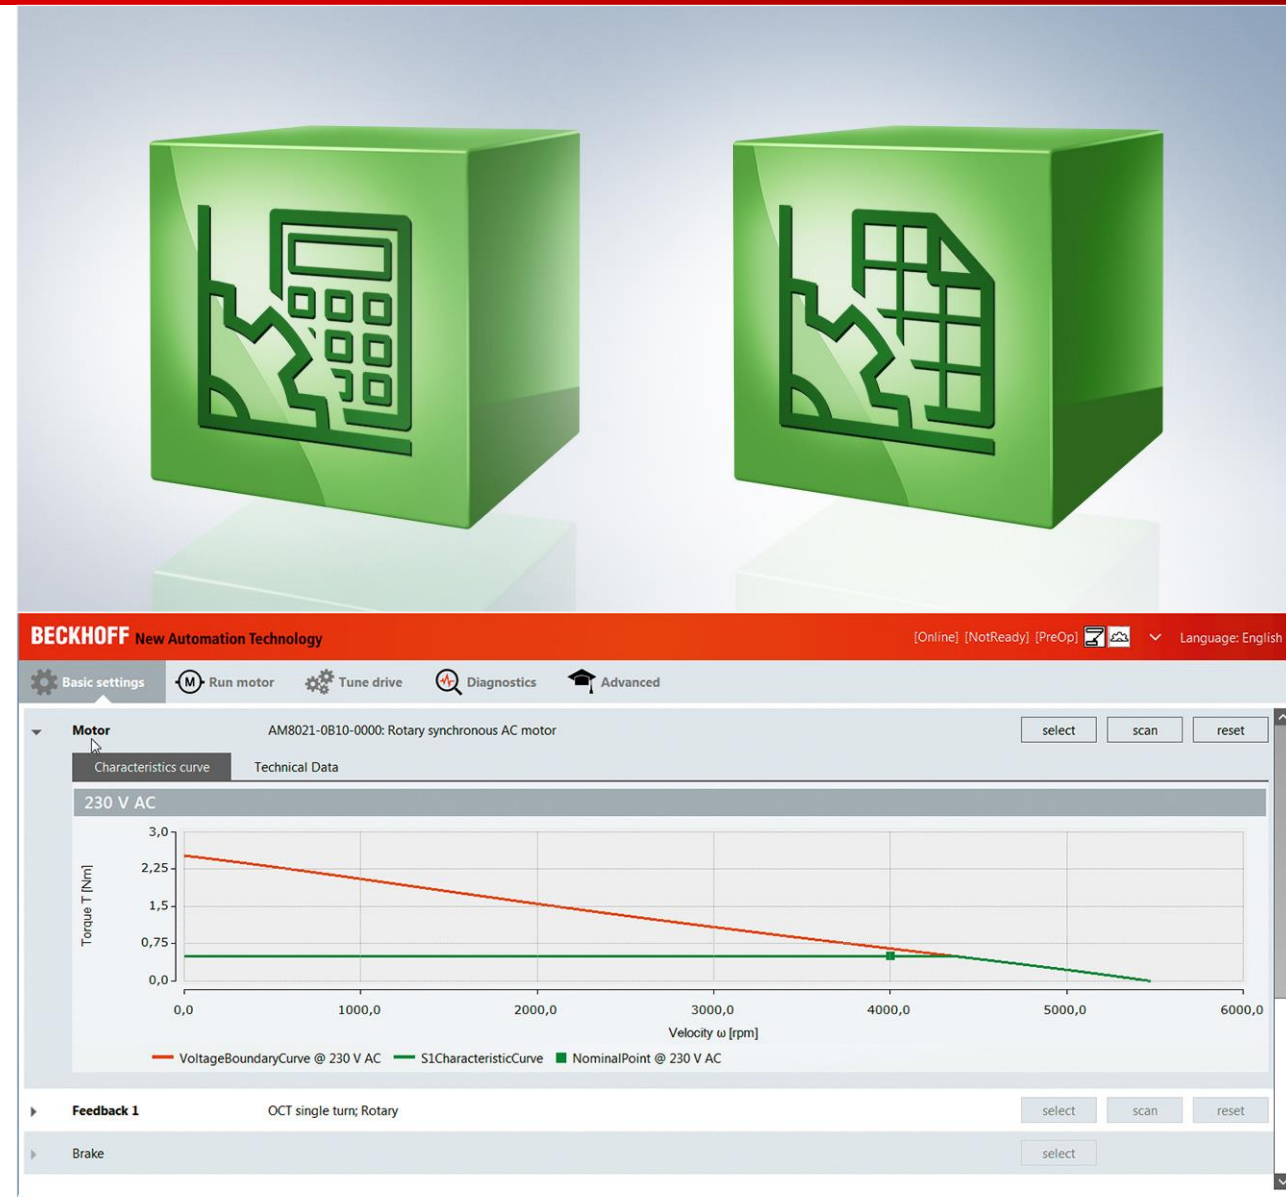 BECKHOFF New Automation Technology
[Online] [NotReady] [PreOp] Language: English
Basic settings M Run motor Tune drive Diagnostics Advanced
Motor AM8021-0B10-0000: Rotary synchronous AC motor select scan reset
Characteristics curve Technical Data
230 V AC
3,0
2,25
1,5
0,75
0,0
Torque T [Nm]
0,0 1000,0 2000,0 3000,0 4000,0 5000,0 6000,0
Velocity ω [rpm]
VoltageBoundaryCurve @ 230 V AC S1CharacteristicCurve NominalPoint @ 230 V AC
Feedback 1 OCT single turn; Rotary select scan reset
Brake select